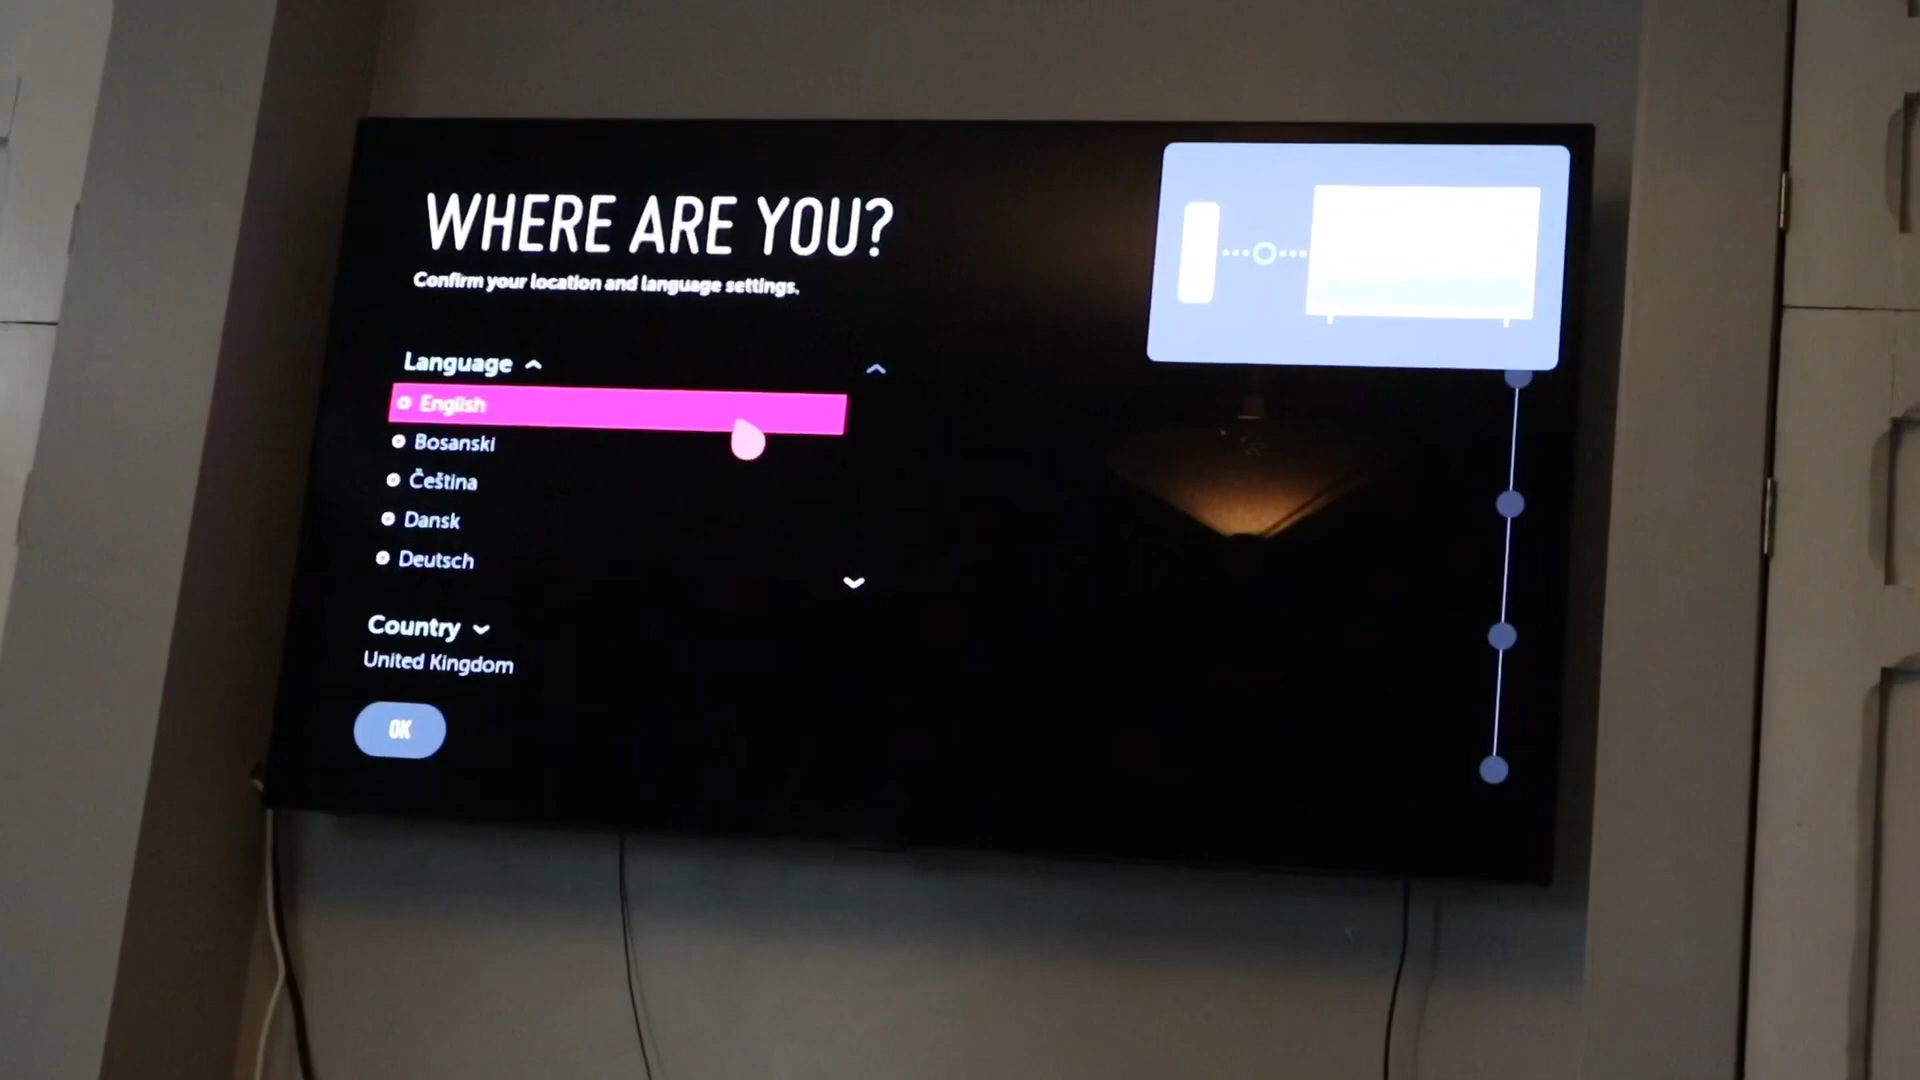 WHERE ARE YOU?
Confirm your location and language settings.
Language
English
Bosanski
Čeština
Dansk
Deutsch
Country
United Kingdom
OK